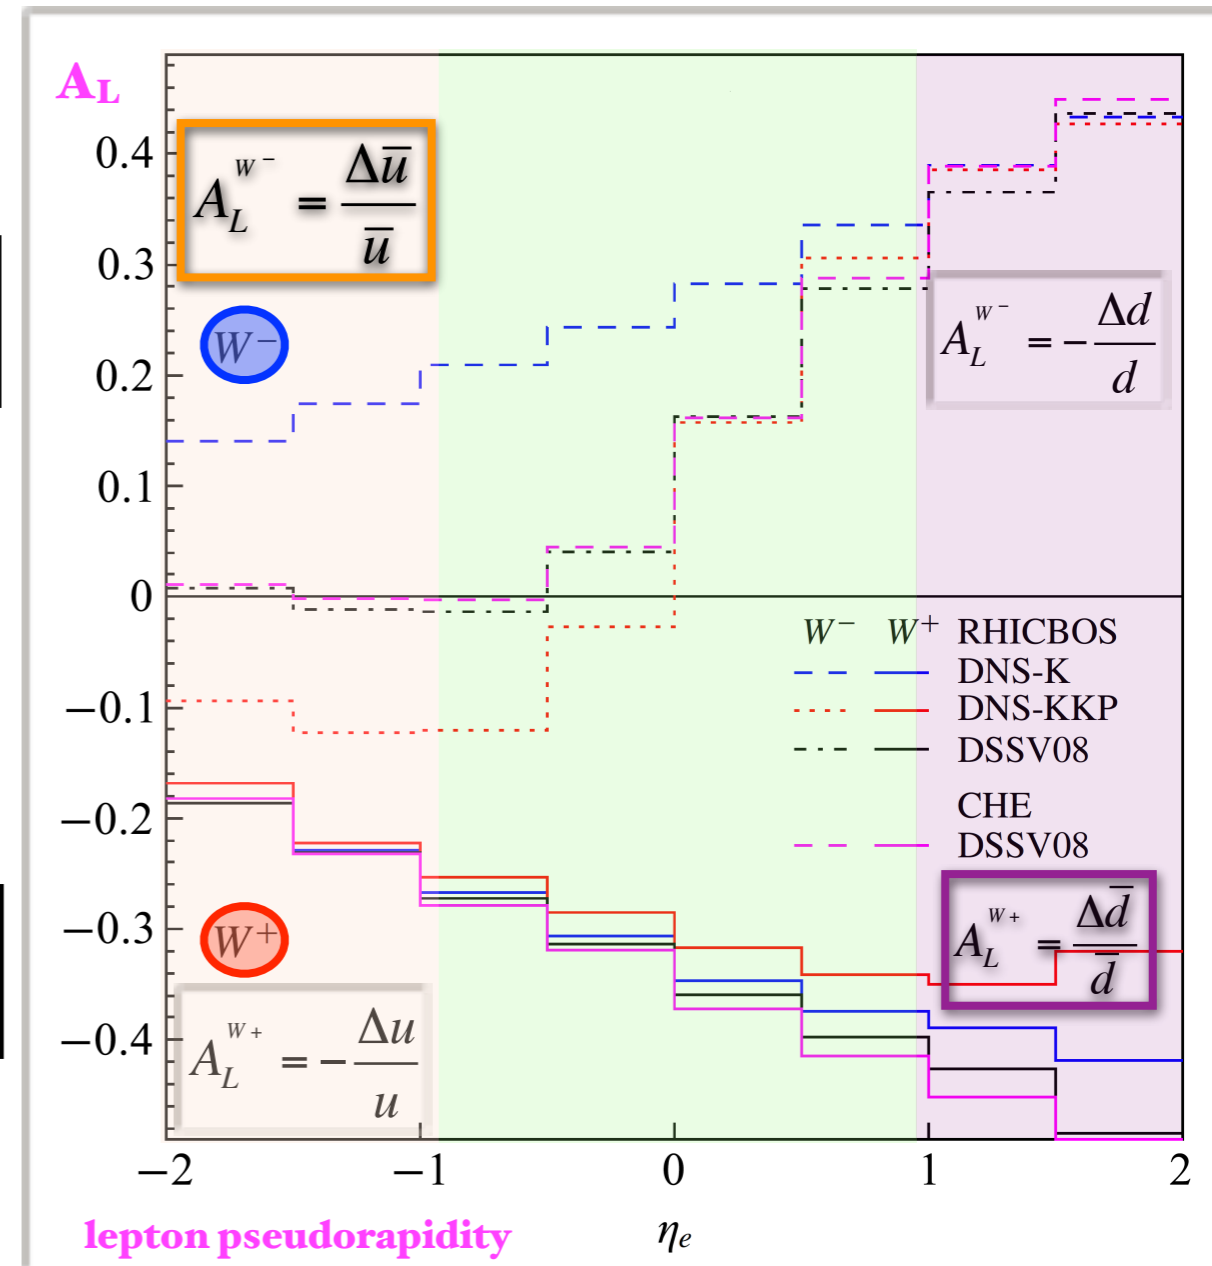 A_L
0.4
0.3
0.2
0.1
0
−0.1
−0.2
−0.3
−0.4
A_L^{W−} = Δū / ū
W−
A_L^{W−} = − Δd / d
W− W+ RHICBOS
DNS-K
DNS-KKP
DSSV08
CHE
DSSV08
W+
A_L^{W+} = Δd̄ / d̄
A_L^{W+} = − Δu / u
−2 −1 0 1 2
lepton pseudorapidity η_e